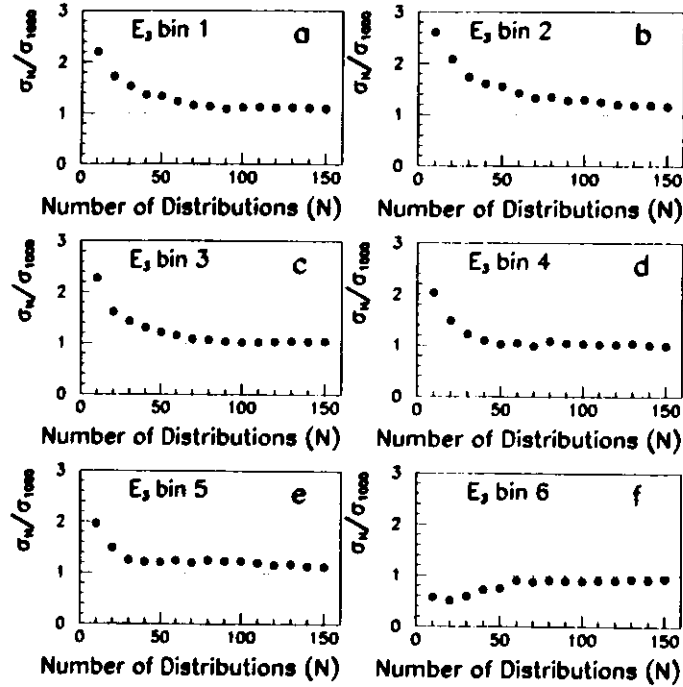 E₃ bin 1 a
σN/σ1000
3
2
1
0
0 50 100 150
Number of Distributions (N)
E₃ bin 2 b
σN/σ1000
3
2
1
0
0 50 100 150
Number of Distributions (N)
E₃ bin 3 c
σN/σ1000
3
2
1
0
0 50 100 150
Number of Distributions (N)
E₃ bin 4 d
σN/σ1000
3
2
1
0
0 50 100 150
Number of Distributions (N)
E₃ bin 5 e
σN/σ1000
3
2
1
0
0 50 100 150
Number of Distributions (N)
E₃ bin 6 f
σN/σ1000
3
2
1
0
0 50 100 150
Number of Distributions (N)